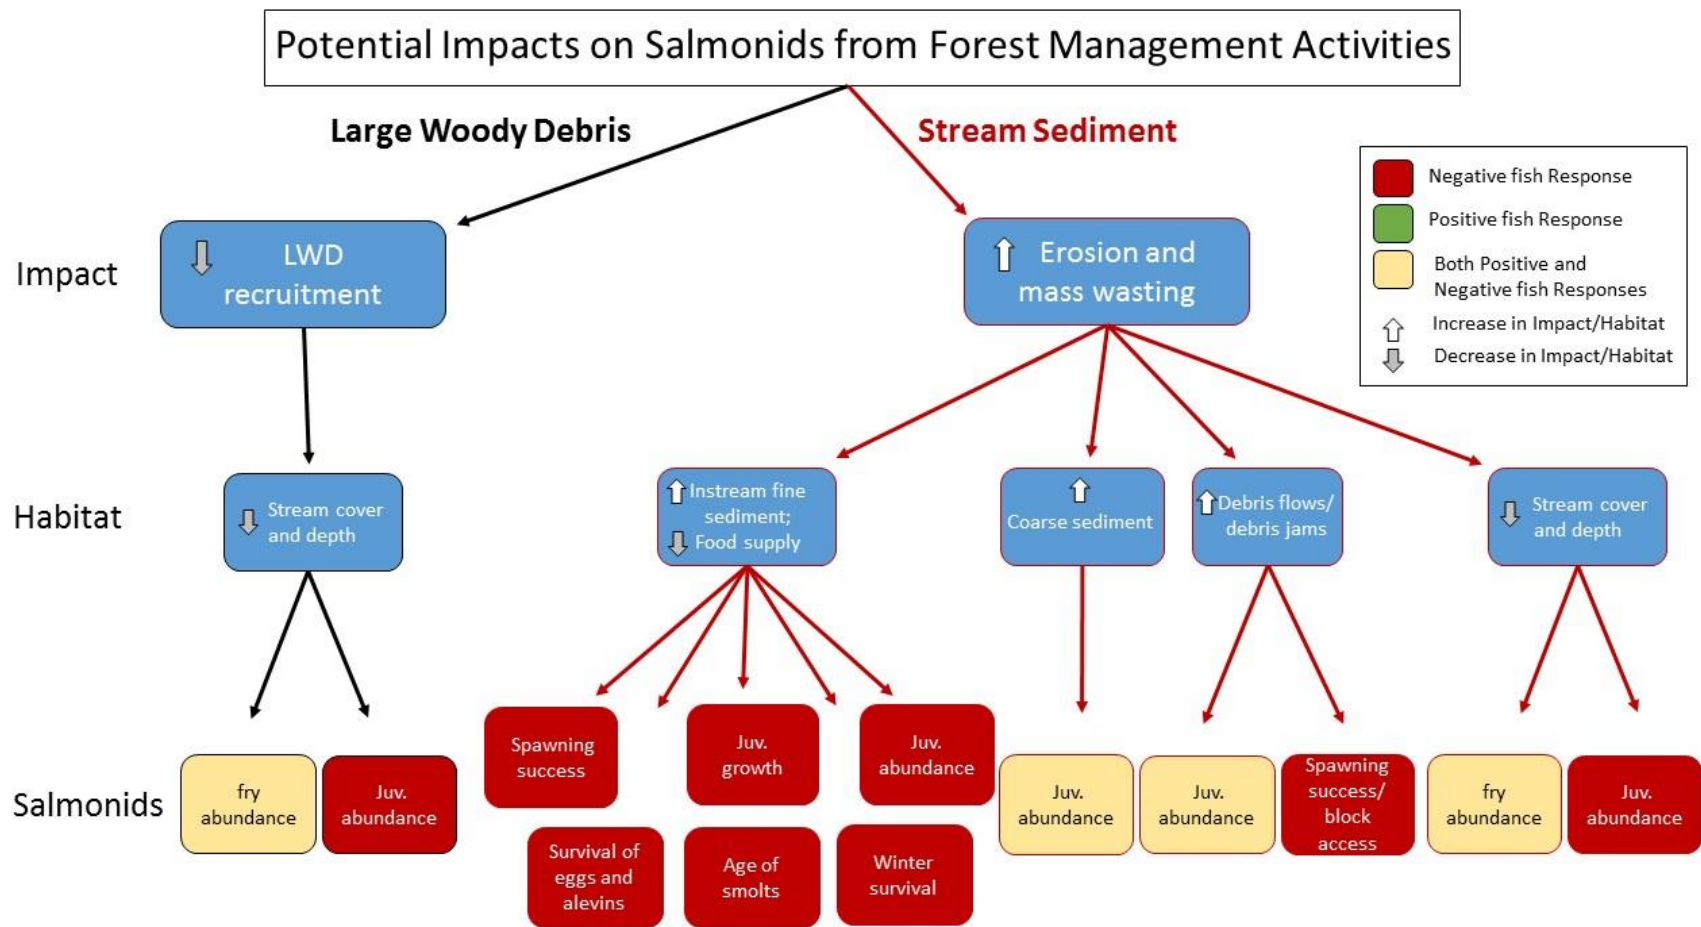 Potential Impacts on Salmonids from Forest Management Activities
Large Woody Debris
Stream Sediment
Negative fish Response
Positive fish Response
Both Positive and
Negative fish Responses
Increase in Impact/Habitat
Decrease in Impact/Habitat
Impact
LWD
recruitment
Erosion and
mass wasting
Habitat
Stream cover
and depth
Instream fine
sediment;
Food supply
Coarse sediment
Debris flows/
debris jams
Stream cover
and depth
Salmonids
fry
abundance
Juv.
abundance
Spawning
success
Juv.
growth
Juv.
abundance
Survival of
eggs and
alevins
Age of
smolts
Winter
survival
Juv.
abundance
Juv.
abundance
Spawning
success/
block
access
fry
abundance
Juv.
abundance